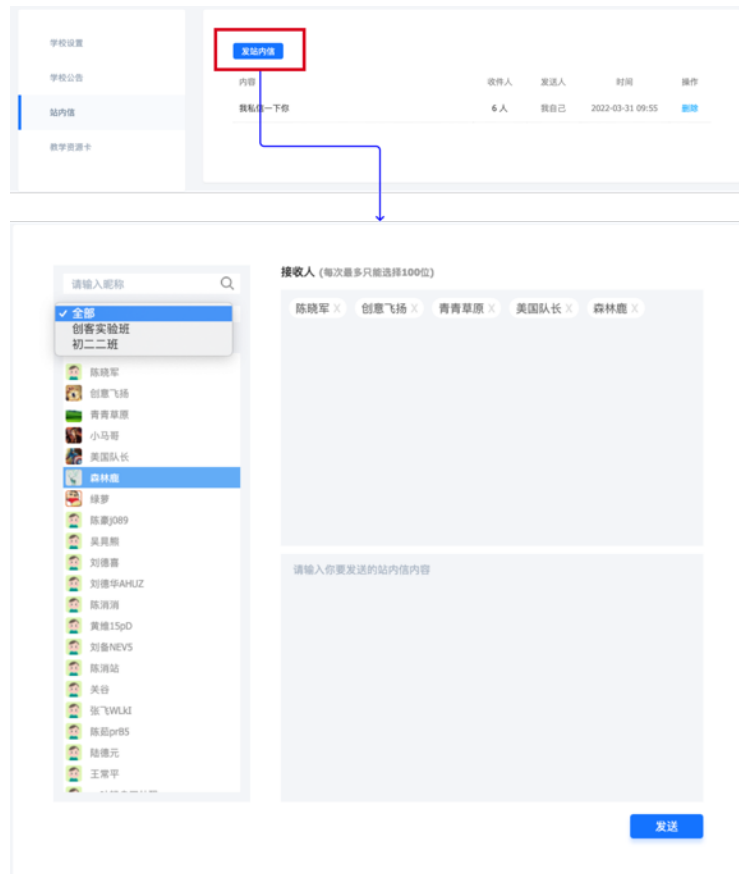 学校设置
学校公告
站内信
教学资源卡
发站内信
内容 收件人 发送人 时间 操作
我私信一下你 6 人 我自己 2022-03-31 09:55 删除
请输入昵称
✓ 全部
创客实验班
初二二班
陈晓军
创意飞扬
青青草原
小马哥
美国队长
森林鹿
绿萝
陈豪J089
吴晃熊
刘德喜
刘德华AHUZ
陈消消
黄维15pD
刘备NEV5
陈消站
关谷
张飞WLkI
陈茹prB5
陆德元
王常平
接收人 (每次最多只能选择100位)
陈晓军 X 创意飞扬 X 青青草原 X 美国队长 X 森林鹿 X
请输入你要发送的站内信内容
发送